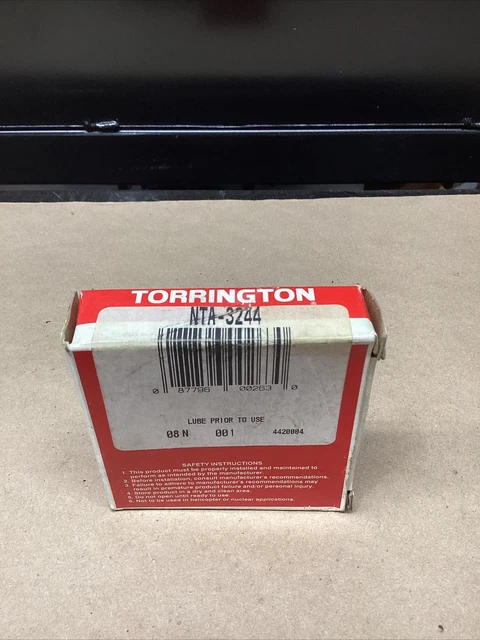 TORRINGTON
NTA-3244
0 87796 00263 0
LUBE PRIOR TO USE
08N 001 4420004
SAFETY INSTRUCTIONS
1. This product must be properly installed and maintained to
perform as intended by the manufacturer.
2. Before installation, consult manufacturer's recommendations.
3. Failure to adhere to manufacturer's recommendations may
result in premature product failure and/or personal injury.
4. Store product in a dry and clean area.
5. Do not open until ready to use.
6. Not to be used in helicopter or nuclear applications.